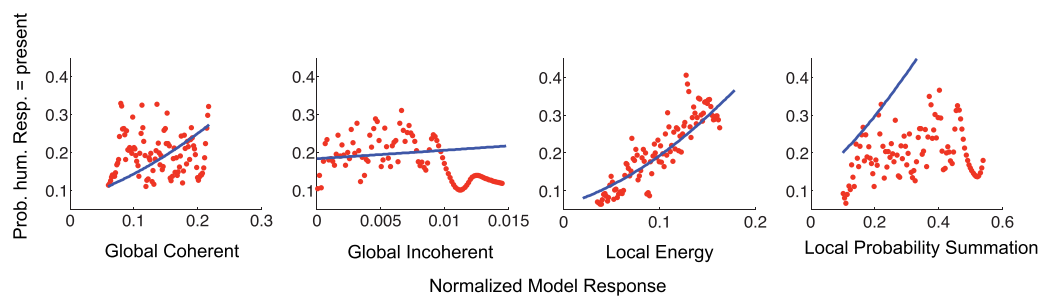 Prob. hum. Resp. = present
0.4 0.4 0.4 0.4
0.3 0.3 0.3 0.3
0.2 0.2 0.2 0.2
0.1 0.1 0.1 0.1
0 0.1 0.2 0.3 0 0.005 0.010 0.015 0 0.1 0.2 0 0.2 0.4 0.6
Global Coherent Global Incoherent Local Energy Local Probability Summation
Normalized Model Response